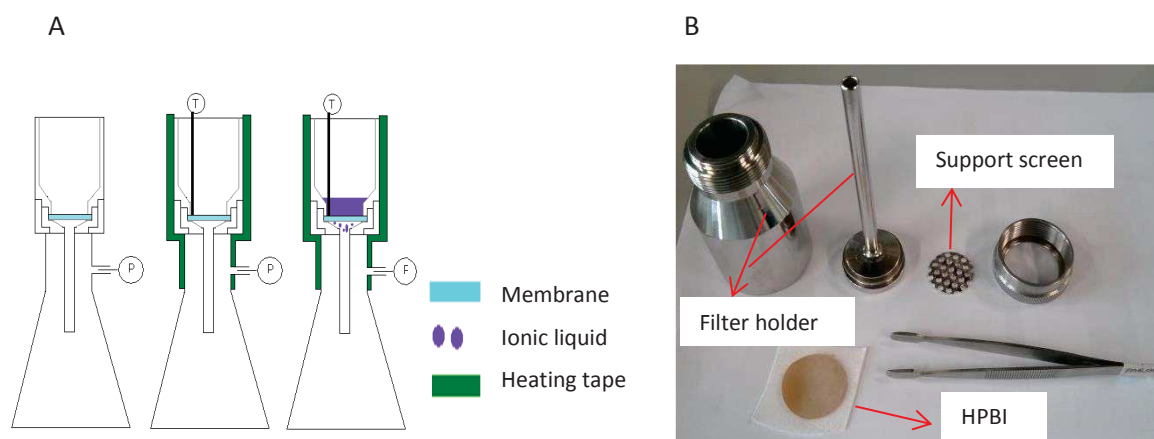 A
T
T
P
P
F
Membrane
Ionic liquid
Heating tape
B
Support screen
Filter holder
HPBI